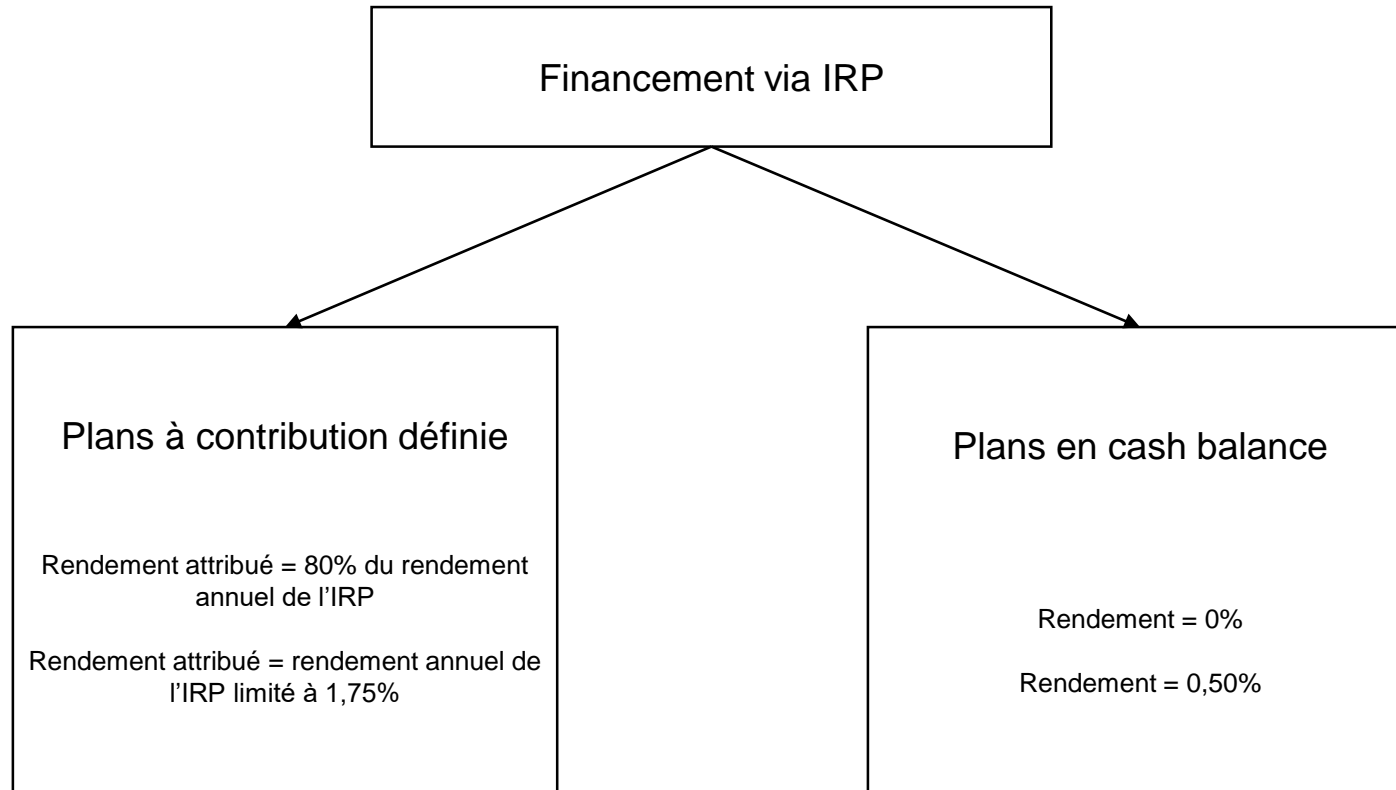 Financement via IRP
Plans à contribution définie
Rendement attribué = 80% du rendement
annuel de l’IRP
Rendement attribué = rendement annuel de
l’IRP limité à 1,75%
Plans en cash balance
Rendement = 0%
Rendement = 0,50%